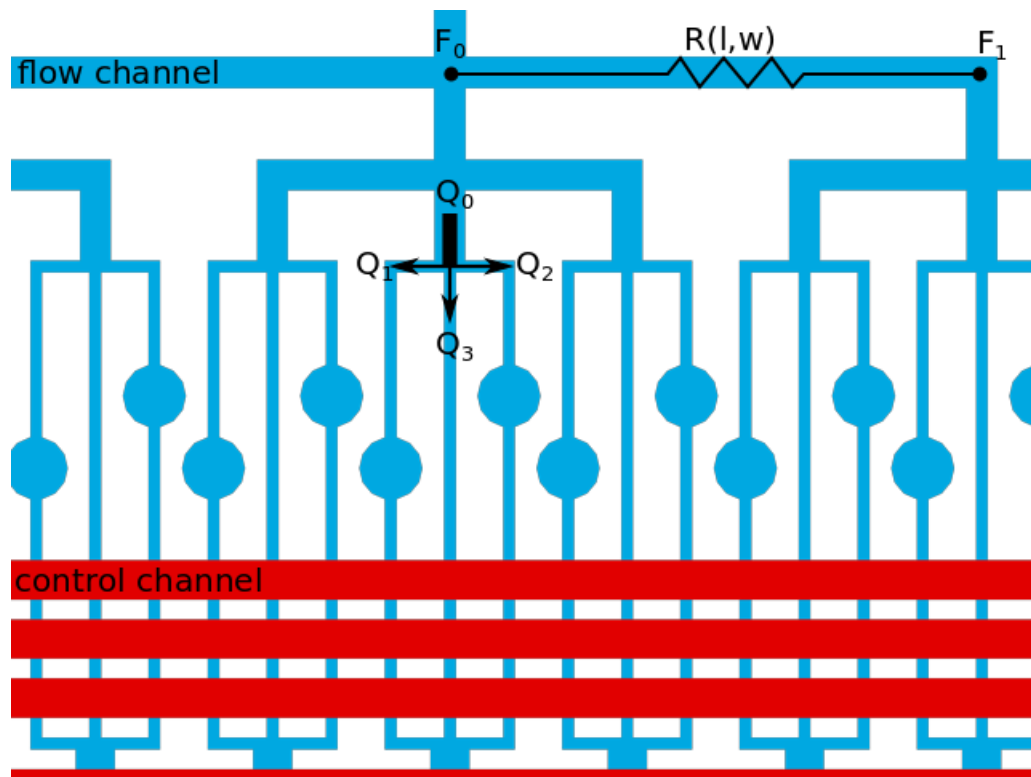 F₀
R(l,w)
F₁
flow channel
Q₀
Q₁
Q₂
Q₃
control channel